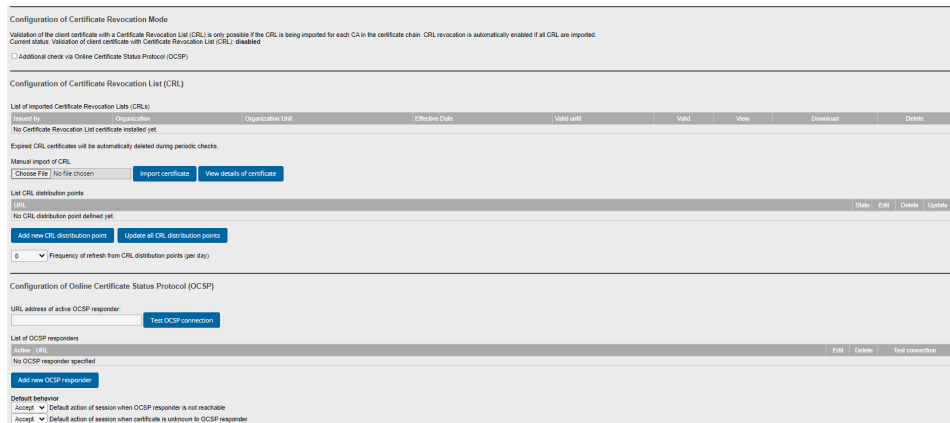 Configuration of Certificate Revocation Mode
Validation of the client certificate with a Certificate Revocation List (CRL) is only possible if the CRL is being imported for each CA in the certificate chain. CRL revocation is automatically enabled if all CRL are imported.
Current status: Validation of client certificate with Certificate Revocation List (CRL): disabled
Additional check via Online Certificate Status Protocol (OCSP)
Configuration of Certificate Revocation List (CRL)
List of imported Certificate Revocation Lists (CRLs)
Issued by Organization Organization Unit Effective Date Valid until Valid View Download Delete
No Certificate Revocation List certificate installed yet.
Expired CRL certificates will be automatically deleted during periodic checks.
Manual import of CRL
Choose File No file chosen Import certificate View details of certificate
List CRL distribution points
URL State Edit Delete Update
No CRL distribution point defined yet.
Add new CRL distribution point Update all CRL distribution points
0 Frequency of refresh from CRL distribution points (per day)
Configuration of Online Certificate Status Protocol (OCSP)
URL address of active OCSP responder:
Test OCSP connection
List of OCSP responders
Active URL Edit Delete Test connection
No OCSP responder specified
Add new OCSP responder
Default behavior
Accept Default action of session when OCSP responder is not reachable
Accept Default action of session when certificate is unknown to OCSP responder